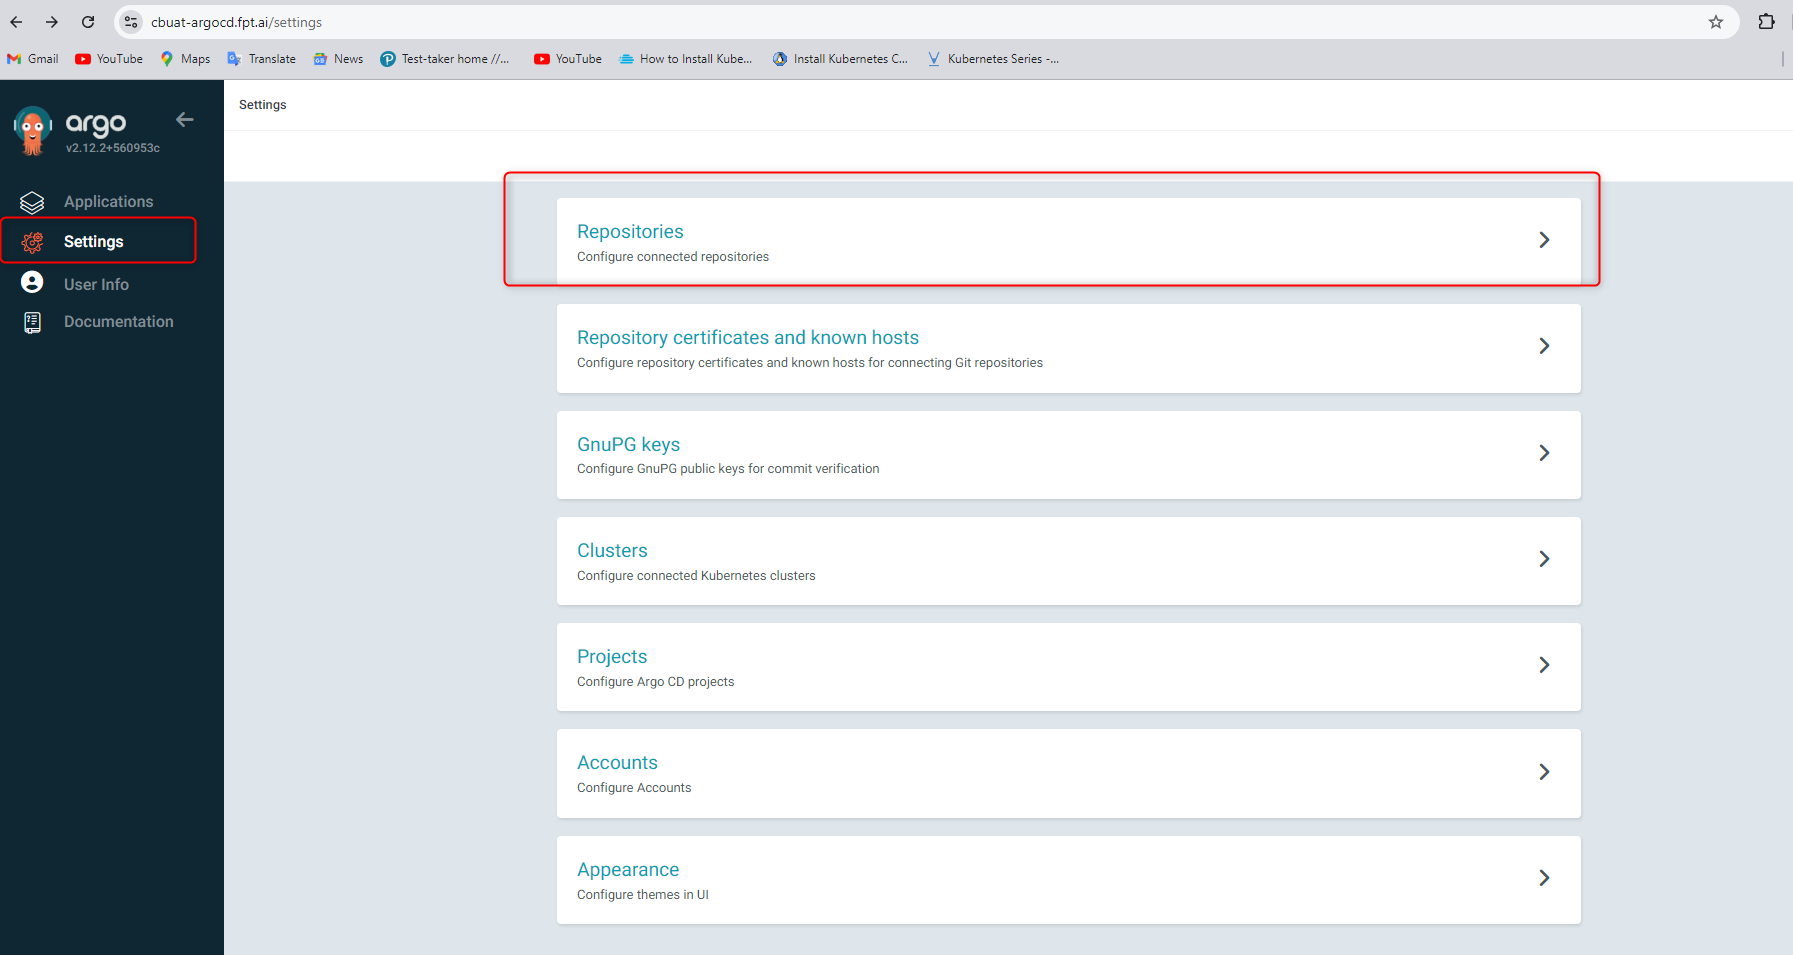 cbuat-argocd.fpt.ai/settings
Gmail YouTube Maps Translate News Test-taker home //... YouTube How to Install Kube... Install Kubernetes C... Kubernetes Series -...
argo
v2.12.2+560953c
Applications
Settings
User Info
Documentation
Settings
Repositories
Configure connected repositories
Repository certificates and known hosts
Configure repository certificates and known hosts for connecting Git repositories
GnuPG keys
Configure GnuPG public keys for commit verification
Clusters
Configure connected Kubernetes clusters
Projects
Configure Argo CD projects
Accounts
Configure Accounts
Appearance
Configure themes in UI